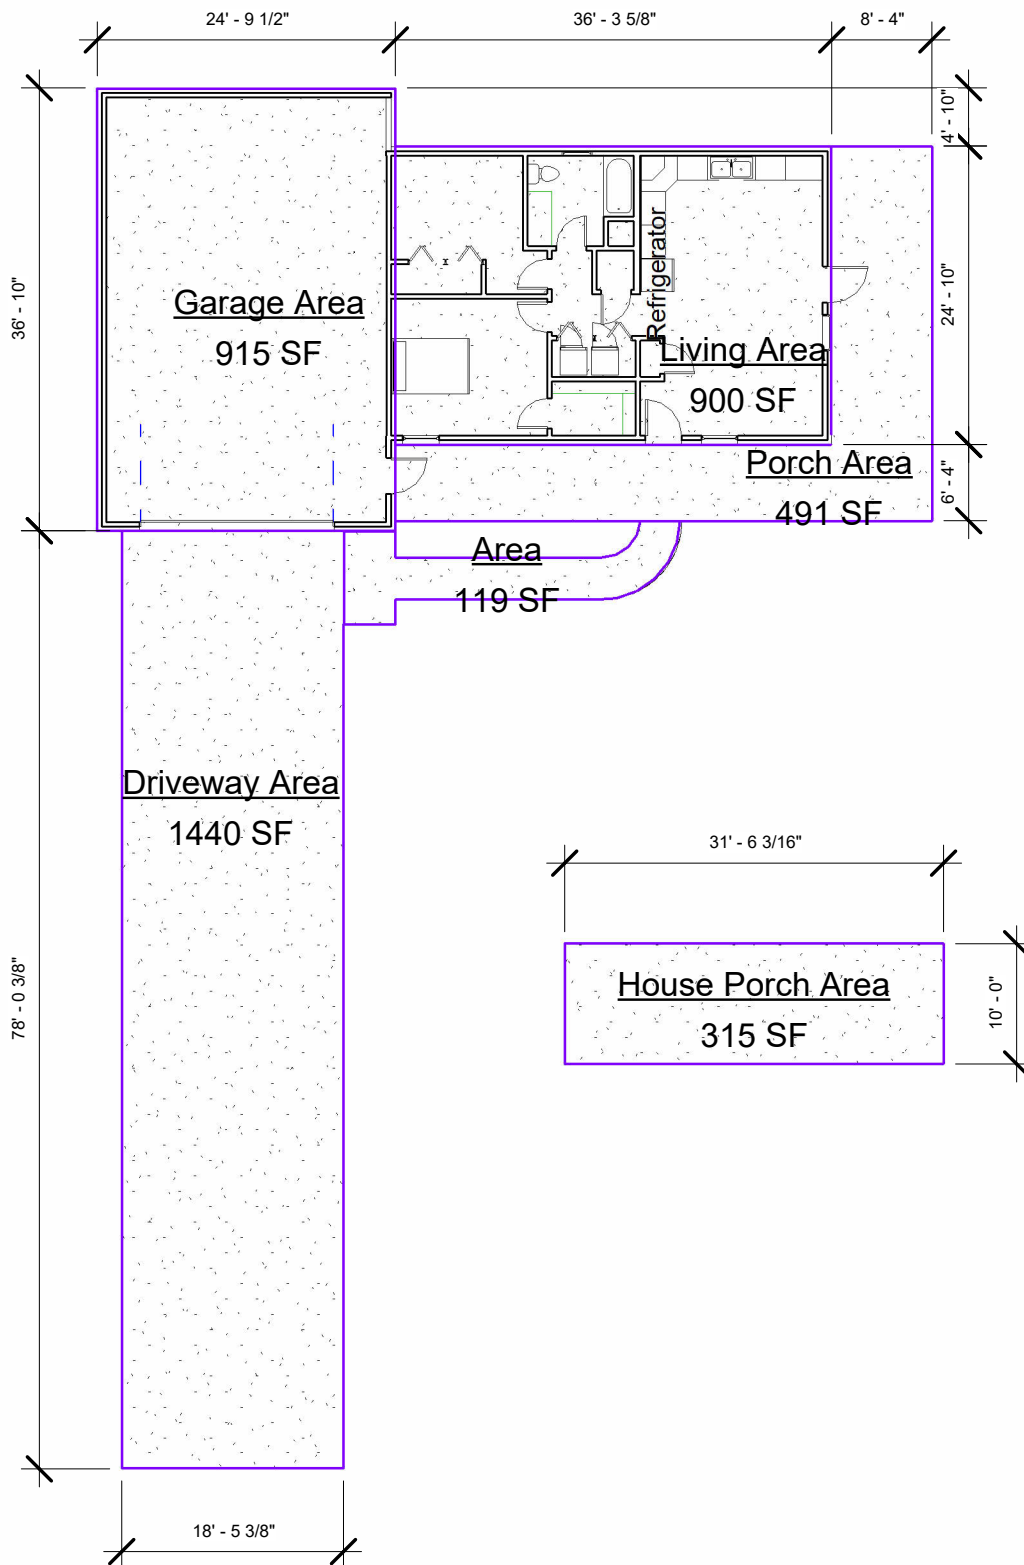 24' - 9 1/2"
36' - 3 5/8"
8' - 4"
4' - 10"
36' - 10"
Garage Area
915 SF
Refrigerator
24' - 10"
Living Area
900 SF
Porch Area
491 SF
6' - 4"
Area
119 SF
Driveway Area
1440 SF
31' - 6 3/16"
78' - 0 3/8"
House Porch Area
315 SF
10' - 0"
18' - 5 3/8"